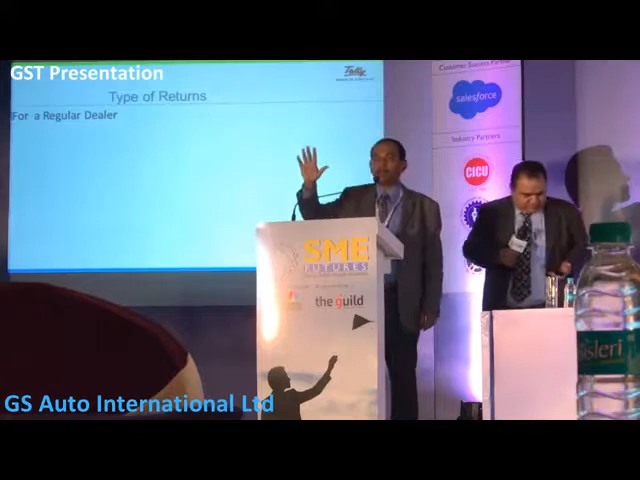 GST Presentation
Tally
Type of Returns
For a Regular Dealer
Customer Success Partner
salesforce
Industry Partners
CICU
SME
FUTURES
the guild
GS Auto International Ltd